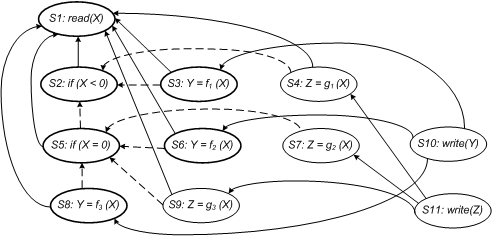 S1: read(X)
S2: if (X < 0)
S3: Y = f₁ (X)
S4: Z = g₁ (X)
S5: if (X = 0)
S6: Y = f₂ (X)
S7: Z = g₂ (X)
S10: write(Y)
S8: Y = f₃ (X)
S9: Z = g₃ (X)
S11: write(Z)